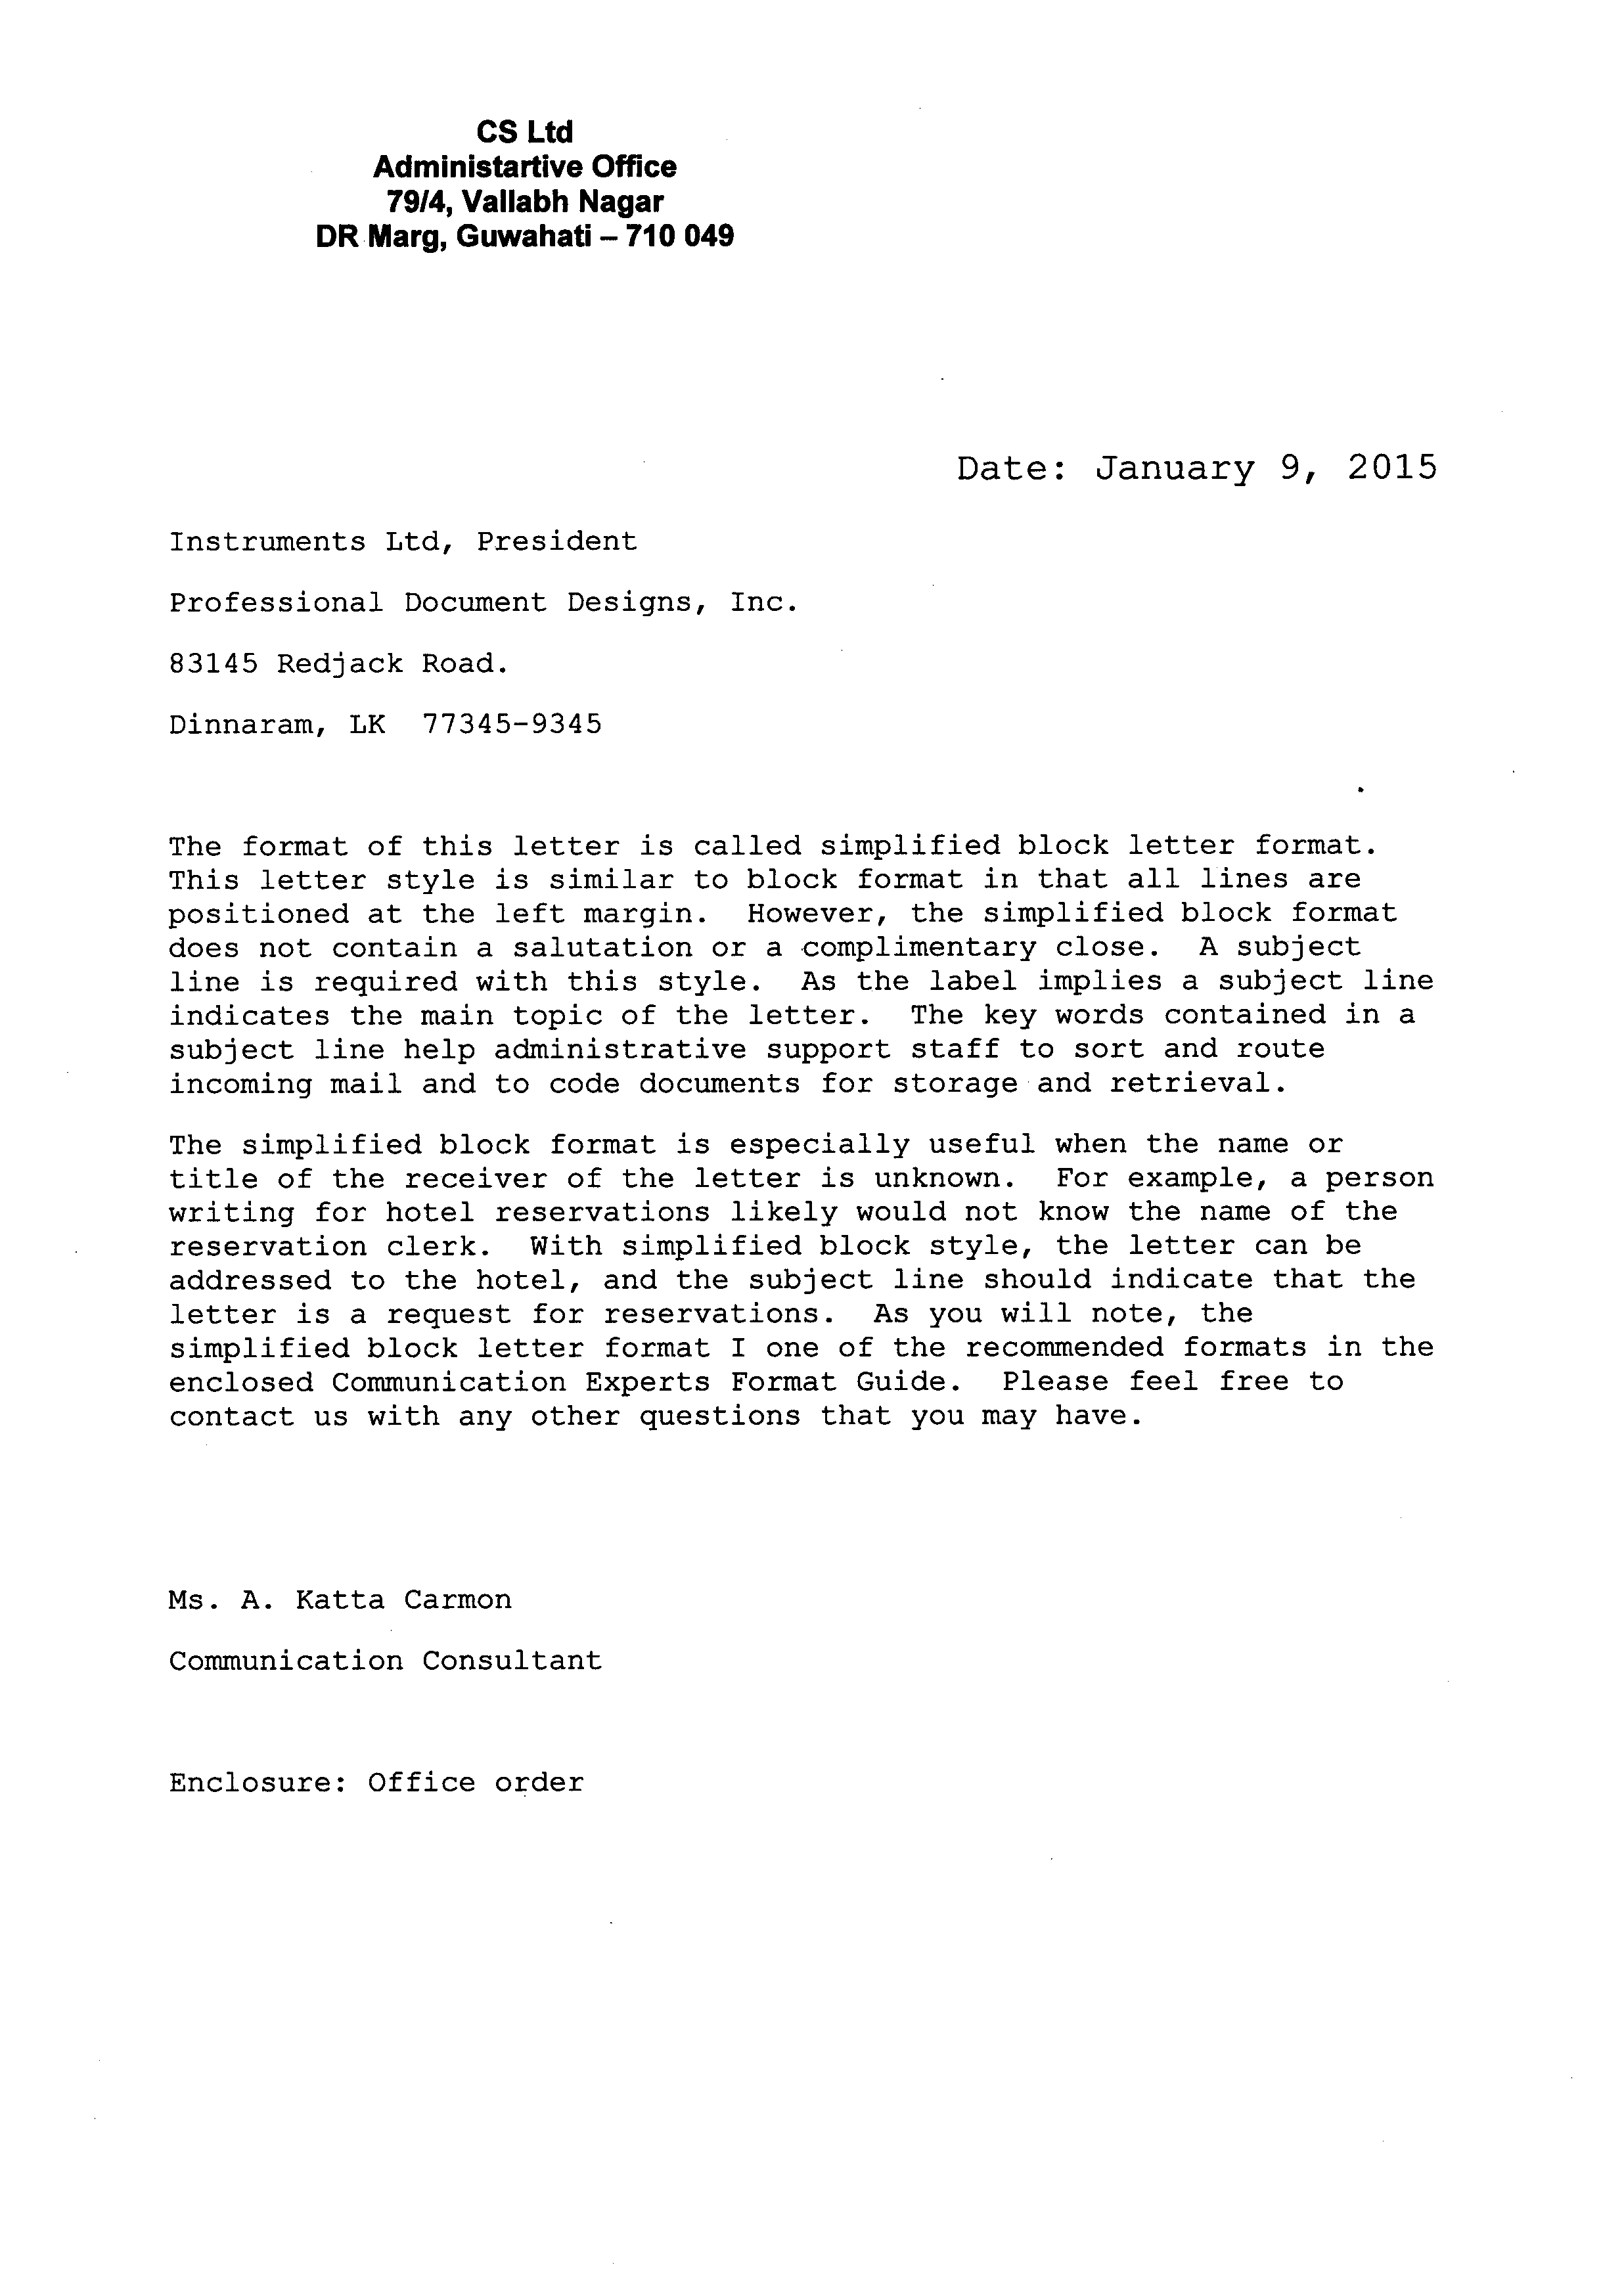 CS Ltd
Administartive Office
79/4, Vallabh Nagar
DR Marg, Guwahati – 710 049
Date: January 9, 2015
Instruments Ltd, President
Professional Document Designs, Inc.
83145 Redjack Road.
Dinnaram, LK  77345-9345
The format of this letter is called simplified block letter format.
This letter style is similar to block format in that all lines are
positioned at the left margin.  However, the simplified block format
does not contain a salutation or a complimentary close.  A subject
line is required with this style.  As the label implies a subject line
indicates the main topic of the letter.  The key words contained in a
subject line help administrative support staff to sort and route
incoming mail and to code documents for storage and retrieval.
The simplified block format is especially useful when the name or
title of the receiver of the letter is unknown.  For example, a person
writing for hotel reservations likely would not know the name of the
reservation clerk.  With simplified block style, the letter can be
addressed to the hotel, and the subject line should indicate that the
letter is a request for reservations.  As you will note, the
simplified block letter format I one of the recommended formats in the
enclosed Communication Experts Format Guide.  Please feel free to
contact us with any other questions that you may have.
Ms. A. Katta Carmon
Communication Consultant
Enclosure: Office order